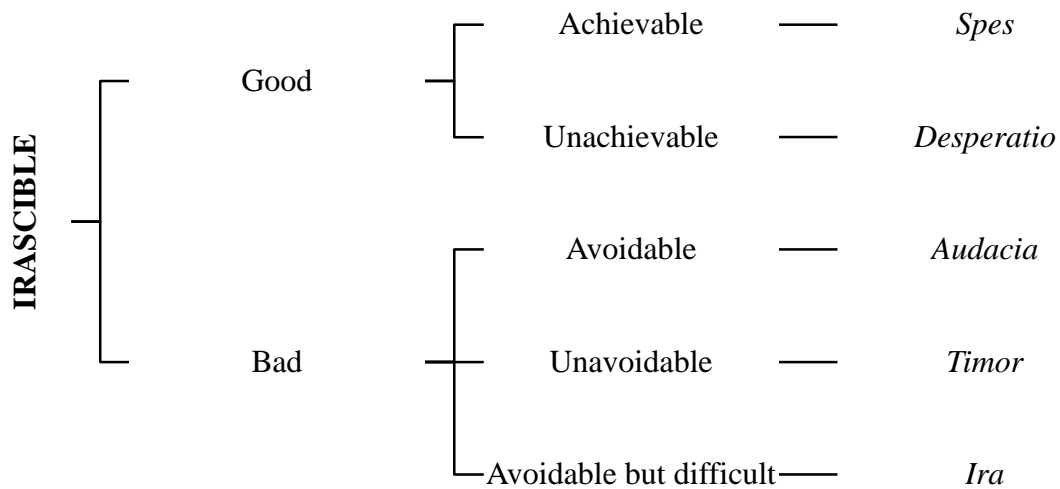 IRASCIBLE
Good
Achievable
Spes
Unachievable
Desperatio
Bad
Avoidable
Audacia
Unavoidable
Timor
Avoidable but difficult
Ira